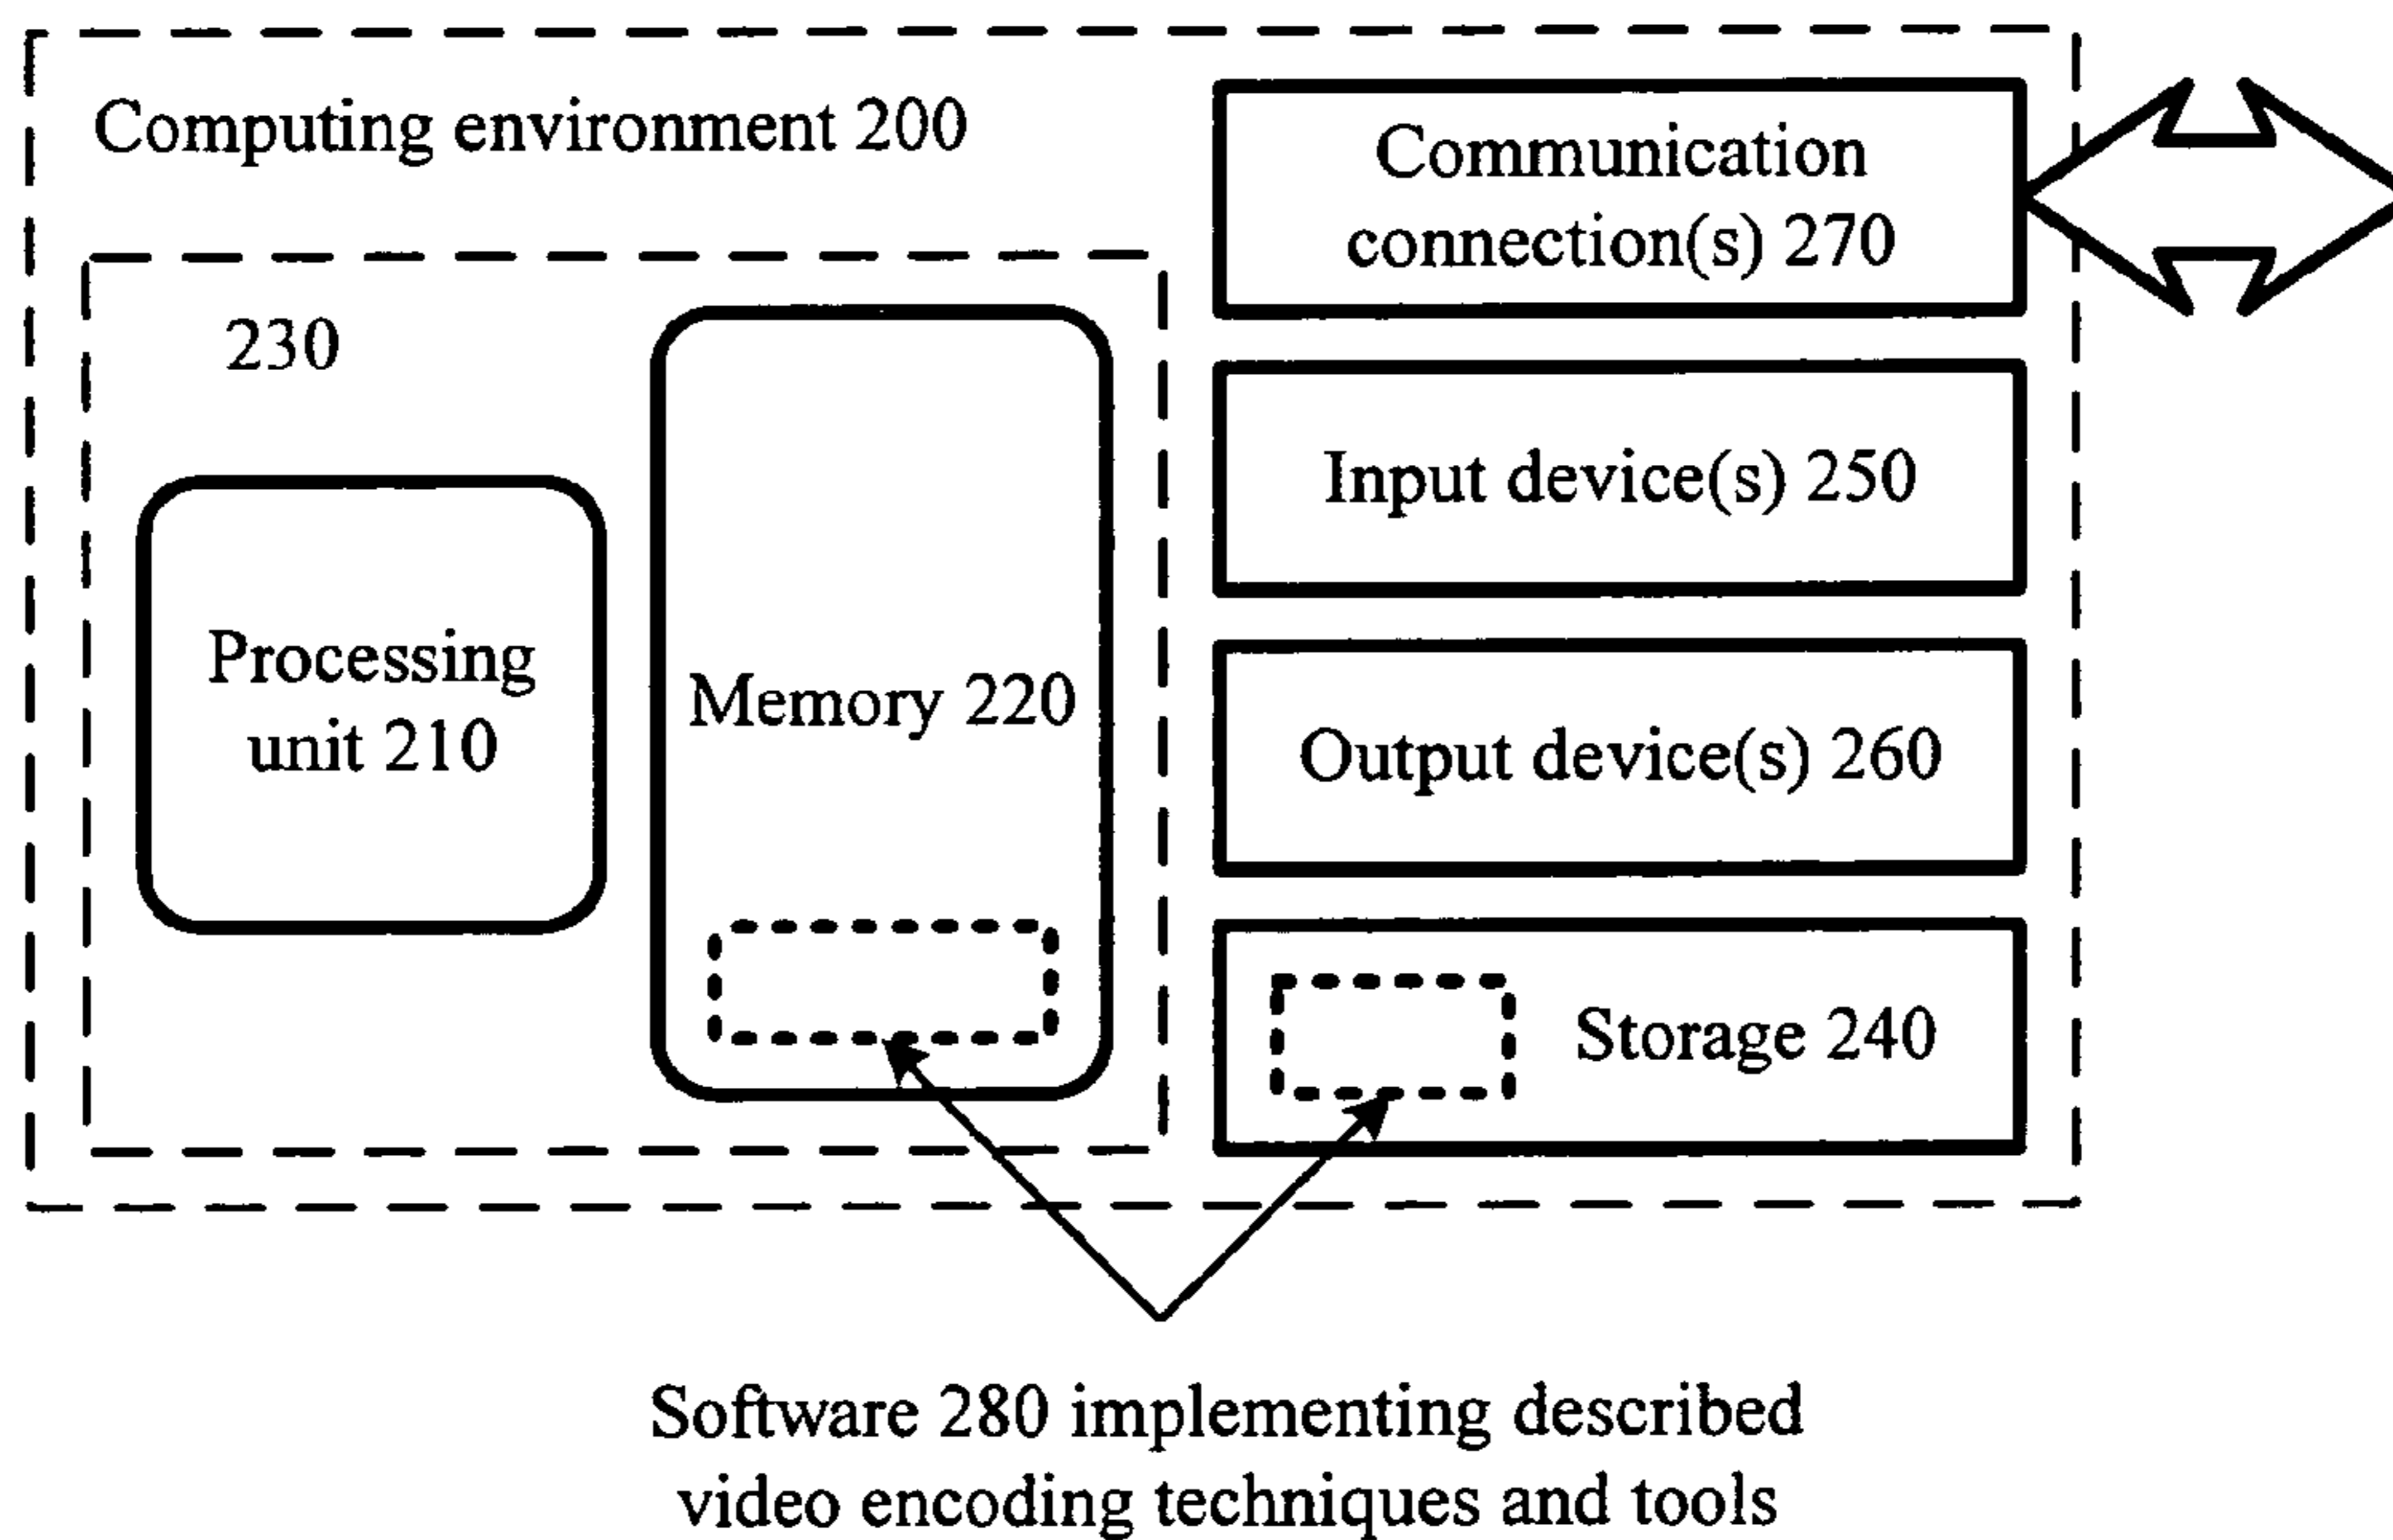 Computing environment 200
Communication
connection(s) 270
230
Input device(s) 250
Processing
unit 210
Memory 220
Output device(s) 260
Storage 240
Software 280 implementing described
video encoding techniques and tools